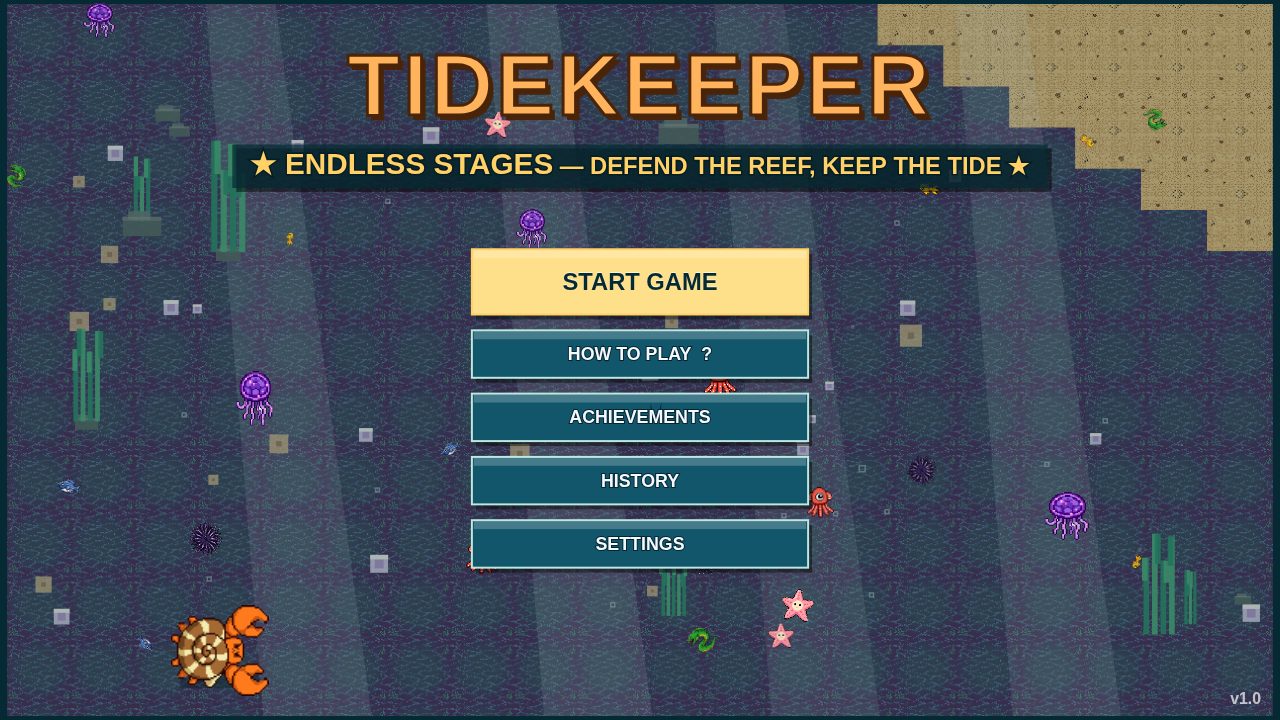 TIDEKEEPER
★ ENDLESS STAGES — DEFEND THE REEF, KEEP THE TIDE ★
START GAME
HOW TO PLAY ?
ACHIEVEMENTS
HISTORY
SETTINGS
v1.0